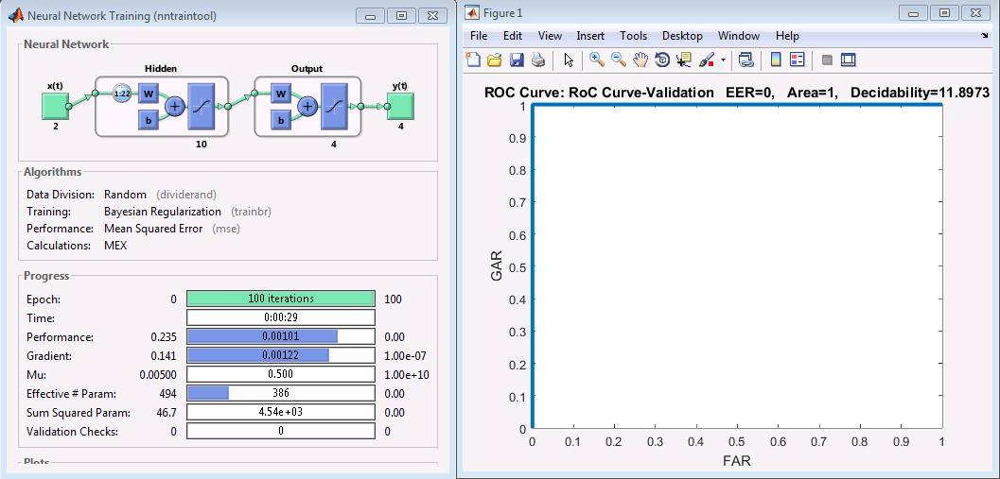 Neural Network Training (nntraintool)
Neural Network
Hidden Output
x(t) 1:22 W b W b y(t)
2 10 4 4
Algorithms
Data Division: Random (dividerand)
Training: Bayesian Regularization (trainbr)
Performance: Mean Squared Error (mse)
Calculations: MEX
Progress
Epoch: 0 100 iterations 100
Time: 0:00:29
Performance: 0.235 0.00101 0.00
Gradient: 0.141 0.00122 1.00e-07
Mu: 0.00500 0.500 1.00e+10
Effective # Param: 494 386 0.00
Sum Squared Param: 46.7 4.54e+03 0.00
Validation Checks: 0 0 0
Plots
Figure 1
File Edit View Insert Tools Desktop Window Help
ROC Curve: RoC Curve-Validation EER=0, Area=1, Decidability=11.8973
1
0.9
0.8
0.7
0.6
0.5
0.4
0.3
0.2
0.1
0
GAR
0 0.1 0.2 0.3 0.4 0.5 0.6 0.7 0.8 0.9 1
FAR